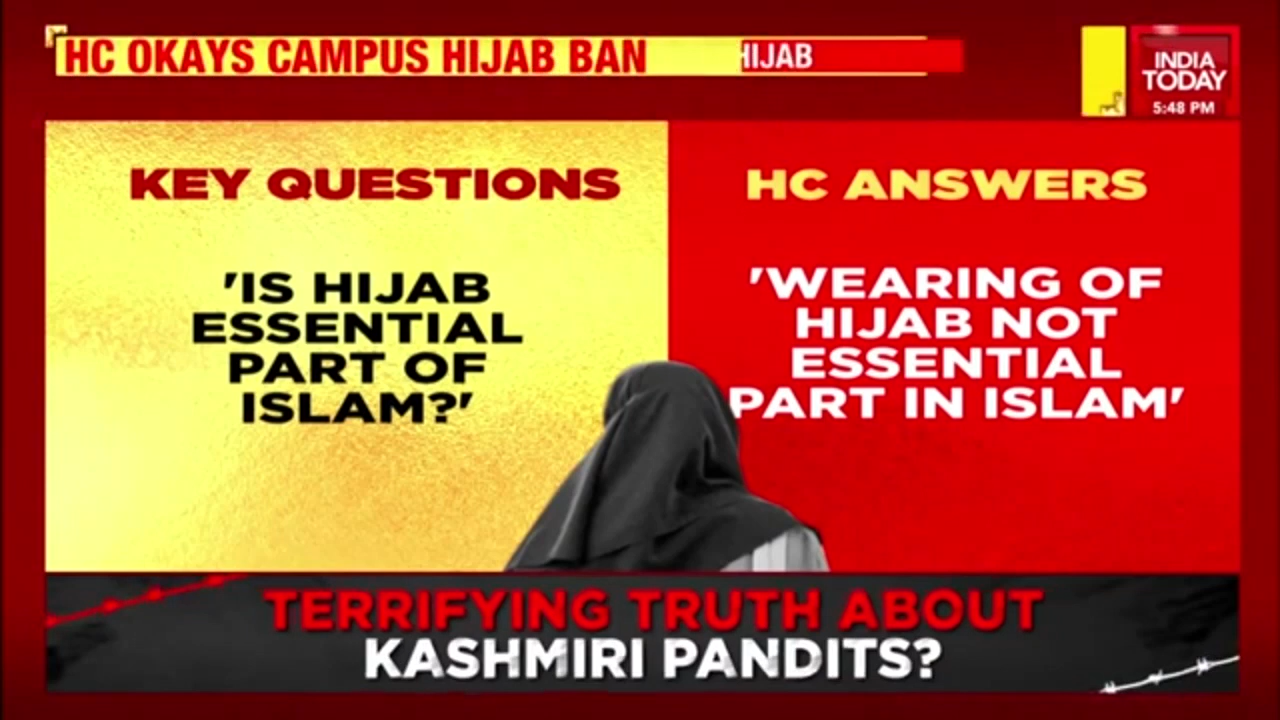 HC OKAYS CAMPUS HIJAB BAN
HIJAB
INDIA
TODAY
5:48 PM
KEY QUESTIONS
HC ANSWERS
'IS HIJAB
ESSENTIAL
PART OF
ISLAM?'
'WEARING OF
HIJAB NOT
ESSENTIAL
PART IN ISLAM'
TERRIFYING TRUTH ABOUT
KASHMIRI PANDITS?